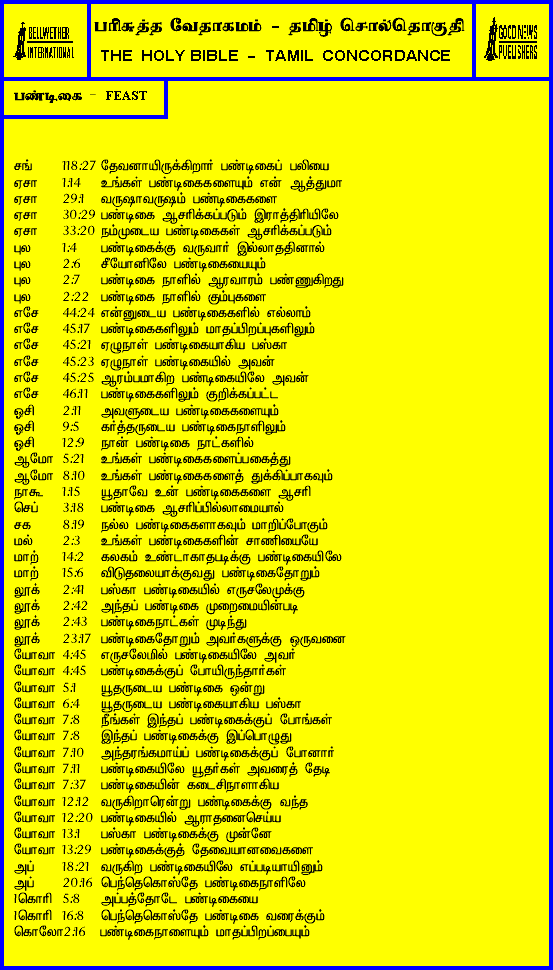 BELLWETHER
INTERNATIONAL
பரிசுத்த வேதாகமம் - தமிழ் சொல்தொகுதி
THE HOLY BIBLE - TAMIL CONCORDANCE
GOOD NEWS
PUBLISHERS
பண்டிகை - FEAST
சங் 118:27 தேவனாயிருக்கிறார் பண்டிகைப் பலியை
ஏசா 1:14 உங்கள் பண்டிகைகளையும் என் ஆத்துமா
ஏசா 29:1 வருஷாவருஷம் பண்டிகைகளை
ஏசா 30:29 பண்டிகை ஆசரிக்கப்படும் இராத்திரியிலே
ஏசா 33:20 நம்முடைய பண்டிகைகள் ஆசரிக்கப்படும்
புல 1:4 பண்டிகைக்கு வருவார் இல்லாததினால்
புல 2:6 சீயோனிலே பண்டிகையையும்
புல 2:7 பண்டிகை நாளில் ஆரவாரம் பண்ணுகிறது
புல 2:22 பண்டிகை நாளில் கும்புகளை
எசே 44:24 என்னுடைய பண்டிகைகளில் எல்லாம்
எசே 45:17 பண்டிகைகளிலும் மாதப்பிறப்புகளிலும்
எசே 45:21 ஏழுநாள் பண்டிகையாகிய பஸ்கா
எசே 45:23 ஏழுநாள் பண்டிகையில் அவன்
எசே 45:25 ஆரம்பமாகிற பண்டிகையிலே அவன்
எசே 46:11 பண்டிகைகளிலும் குறிக்கப்பட்ட
ஓசி 2:11 அவளுடைய பண்டிகைகளையும்
ஓசி 9:5 கர்த்தருடைய பண்டிகைநாளிலும்
ஓசி 12:9 நான் பண்டிகை நாட்களில்
ஆமோ 5:21 உங்கள் பண்டிகைகளைப்பகைத்து
ஆமோ 8:10 உங்கள் பண்டிகைகளைத் துக்கிப்பாகவும்
நாகூ 1:15 யூதாவே உன் பண்டிகைகளை ஆசரி
செப் 3:18 பண்டிகை ஆசரிப்பில்லாமையால்
சக 8:19 நல்ல பண்டிகைகளாகவும் மாறிப்போகும்
மல் 2:3 உங்கள் பண்டிகைகளின் சாணியையே
மாற் 14:2 கலகம் உண்டாகாதபடிக்கு பண்டிகையிலே
மாற் 15:6 விடுதலையாக்குவது பண்டிகைதோறும்
லூக் 2:41 பஸ்கா பண்டிகையில் எருசலேமுக்கு
லூக் 2:42 அந்தப் பண்டிகை முறைமையின்படி
லூக் 2:43 பண்டிகைநாட்கள் முடிந்து
லூக் 23:17 பண்டிகைதோறும் அவர்களுக்கு ஒருவனை
யோவா 4:45 எருசலேமில் பண்டிகையிலே அவர்
யோவா 4:45 பண்டிகைக்குப் போயிருந்தார்கள்
யோவா 5:1 யூதருடைய பண்டிகை ஒன்று
யோவா 6:4 யூதருடைய பண்டிகையாகிய பஸ்கா
யோவா 7:8 நீங்கள் இந்தப் பண்டிகைக்குப் போங்கள்
யோவா 7:8 இந்தப் பண்டிகைக்கு இப்பொழுது
யோவா 7:10 அந்தரங்கமாய்ப் பண்டிகைக்குப் போனார்
யோவா 7:11 பண்டிகையிலே யூதர்கள் அவரைத் தேடி
யோவா 7:37 பண்டிகையின் கடைசிநாளாகிய
யோவா 12:12 வருகிறாரென்று பண்டிகைக்கு வந்த
யோவா 12:20 பண்டிகையில் ஆராதனைசெய்ய
யோவா 13:1 பஸ்கா பண்டிகைக்கு முன்னே
யோவா 13:29 பண்டிகைக்குத் தேவையானவைகளை
அப் 18:21 வருகிற பண்டிகையிலே எப்படியாயினும்
அப் 20:16 பெந்தெகொஸ்தே பண்டிகைநாளிலே
1கொரி 5:8 அப்பத்தோடே பண்டிகையை
1கொரி 16:8 பெந்தெகொஸ்தே பண்டிகை வரைக்கும்
கொலோ2:16 பண்டிகைநாளையும் மாதப்பிறப்பையும்